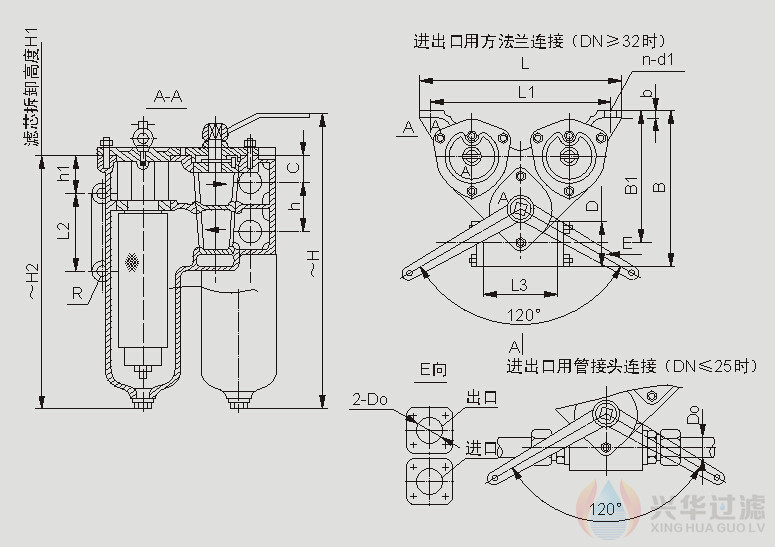 进出口用方法兰连接（DN≥32时）
滤芯拆卸高度H1
A-A
L
n-d1
L1
b
A
A
A
A
h1
C
h
L2
R
~H2
~H
B1
B
D
E
L3
120°
A
进出口用管接头连接（DN≤25时）
E向
2-Do
出口
进口
Do
120°
兴华过滤
XING HUA GUO LV